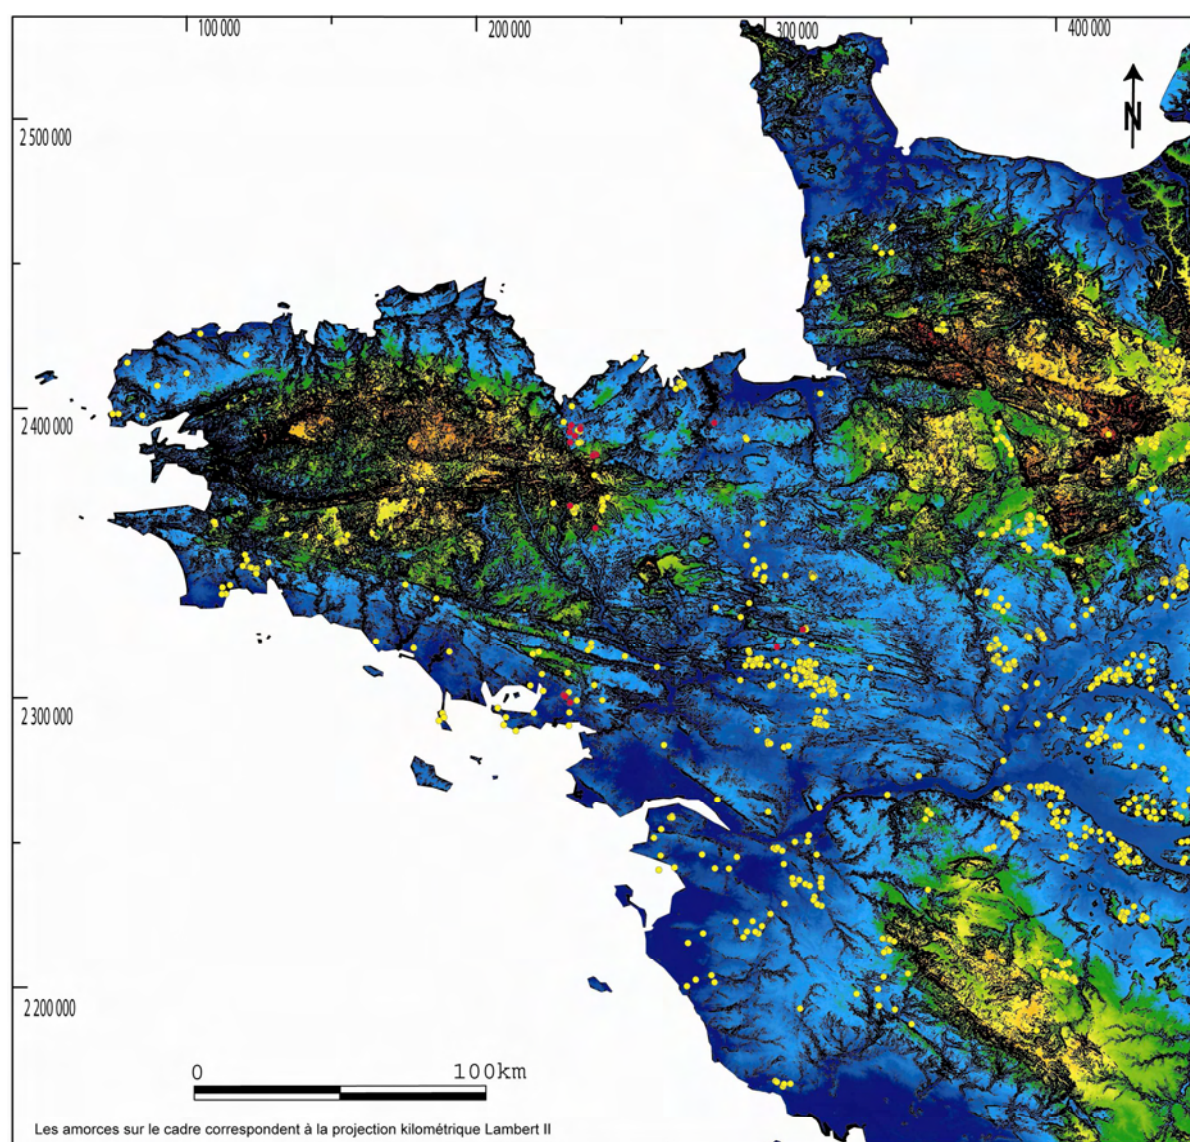 100 000
200 000
300 000
400 000
2 500 000
N
2 400 000
2 300 000
2 200 000
0 100km
Les amorces sur le cadre correspondent à la projection kilométrique Lambert II